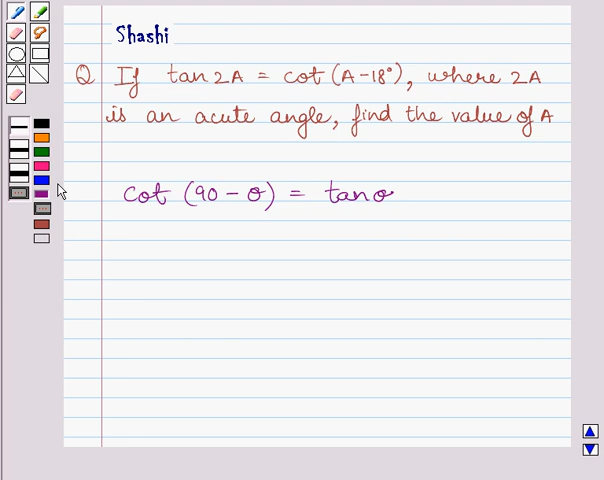 Shashi
Q If tan 2A = cot (A - 18°), where 2A
is an acute angle, find the value of A
cot (90 - θ) = tan θ